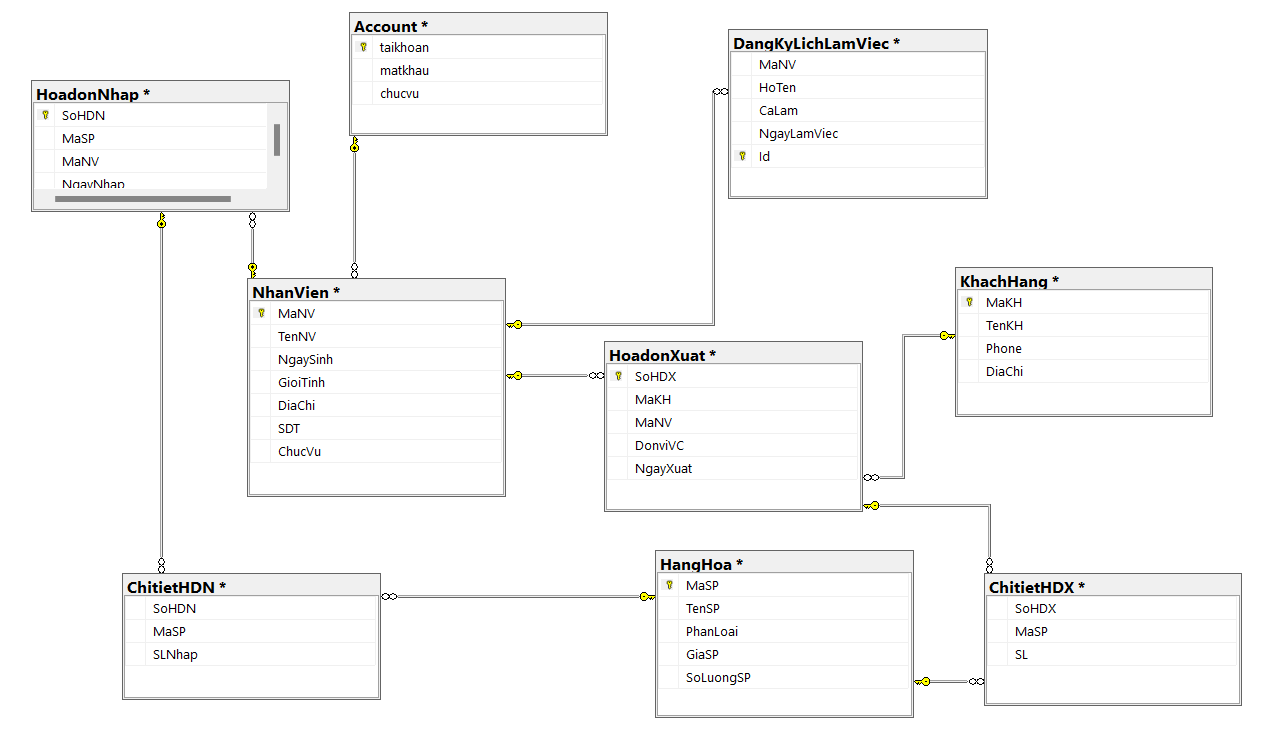 Account *
taikhoan
matkhau
chucvu
DangKyLichLamViec *
MaNV
HoTen
CaLam
NgayLamViec
Id
HoadonNhap *
SoHDN
MaSP
MaNV
NgayNhap
NhanVien *
MaNV
TenNV
NgaySinh
GioiTinh
DiaChi
SDT
ChucVu
KhachHang *
MaKH
TenKH
Phone
DiaChi
HoadonXuat *
SoHDX
MaKH
MaNV
DonviVC
NgayXuat
ChitietHDN *
SoHDN
MaSP
SLNhap
HangHoa *
MaSP
TenSP
PhanLoai
GiaSP
SoLuongSP
ChitietHDX *
SoHDX
MaSP
SL